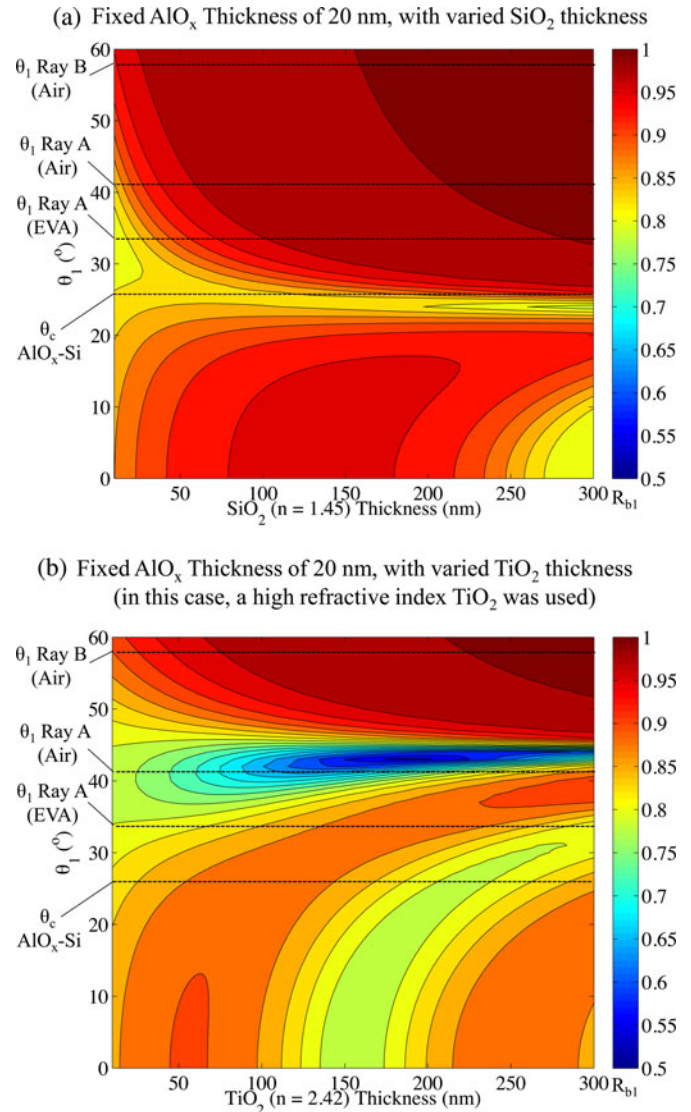 (a) Fixed AlOₓ Thickness of 20 nm, with varied SiO₂ thickness
60
50
40
30
20
10
0
θ₁ Ray B
(Air)
θ₁ Ray A
(Air)
θ₁ Ray A
(EVA)
θ₁ (°)
θc
AlOₓ-Si
50
100
150
200
250
300
SiO₂ (n = 1.45) Thickness (nm)
1
0.95
0.9
0.85
0.8
0.75
0.7
0.65
0.6
0.55
0.5
R_b1
(b) Fixed AlOₓ Thickness of 20 nm, with varied TiO₂ thickness
(in this case, a high refractive index TiO₂ was used)
60
50
40
30
20
10
0
θ₁ Ray B
(Air)
θ₁ Ray A
(Air)
θ₁ Ray A
(EVA)
θ₁ (°)
θc
AlOₓ-Si
50
100
150
200
250
300
TiO₂ (n = 2.42) Thickness (nm)
1
0.95
0.9
0.85
0.8
0.75
0.7
0.65
0.6
0.55
0.5
R_b1